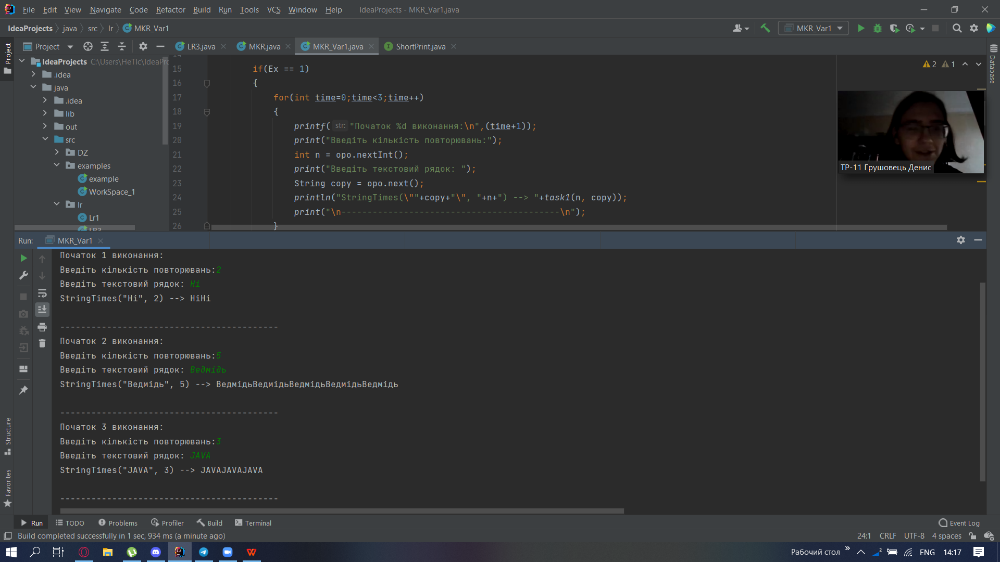 File Edit View Navigate Code Refactor Build Run Tools VCS Window Help IdeaProjects - MKR_Var1.java
IdeaProjects java src lr MKR_Var1
MKR_Var1
Project
LR3.java MKR.java MKR_Var1.java ShortPrint.java
Project
Database
IdeaProjects C:\Users\HeTIc\IdeaPrc
.idea
java
.idea
lib
out
src
DZ
examples
example
WorkSpace_1
lr
Lr1
LR3
2 1
14
15 if(Ex == 1)
16 {
17 for(int time=0;time<3;time++)
18 {
19 printf( str: "Початок %d виконання:\n",(time+1));
20 print("Введіть кількість повторювань:");
21 int n = opo.nextInt();
22 print("Введіть текстовий рядок: ");
23 String copy = opo.next();
24 println("StringTimes(\""+copy+"\", "+n+") --> "+task1(n, copy));
25 print("\n------------------------------------------\n");
26 }
ТР-11 Грушовець Денис
Run: MKR_Var1
Початок 1 виконання:
Введіть кількість повторювань:2
Введіть текстовий рядок: Hi
StringTimes("Hi", 2) --> HiHi
------------------------------------------
Початок 2 виконання:
Введіть кількість повторювань:5
Введіть текстовий рядок: Ведмідь
StringTimes("Ведмідь", 5) --> ВедмідьВедмідьВедмідьВедмідьВедмідь
------------------------------------------
Початок 3 виконання:
Введіть кількість повторювань:3
Введіть текстовий рядок: JAVA
StringTimes("JAVA", 3) --> JAVAJAVAJAVA
------------------------------------------
Structure
Favorites
Run TODO Problems Profiler Build Terminal Event Log
Build completed successfully in 1 sec, 934 ms (a minute ago) 24:1 CRLF UTF-8 4 spaces
Рабочий стол » 2 ENG 14:17